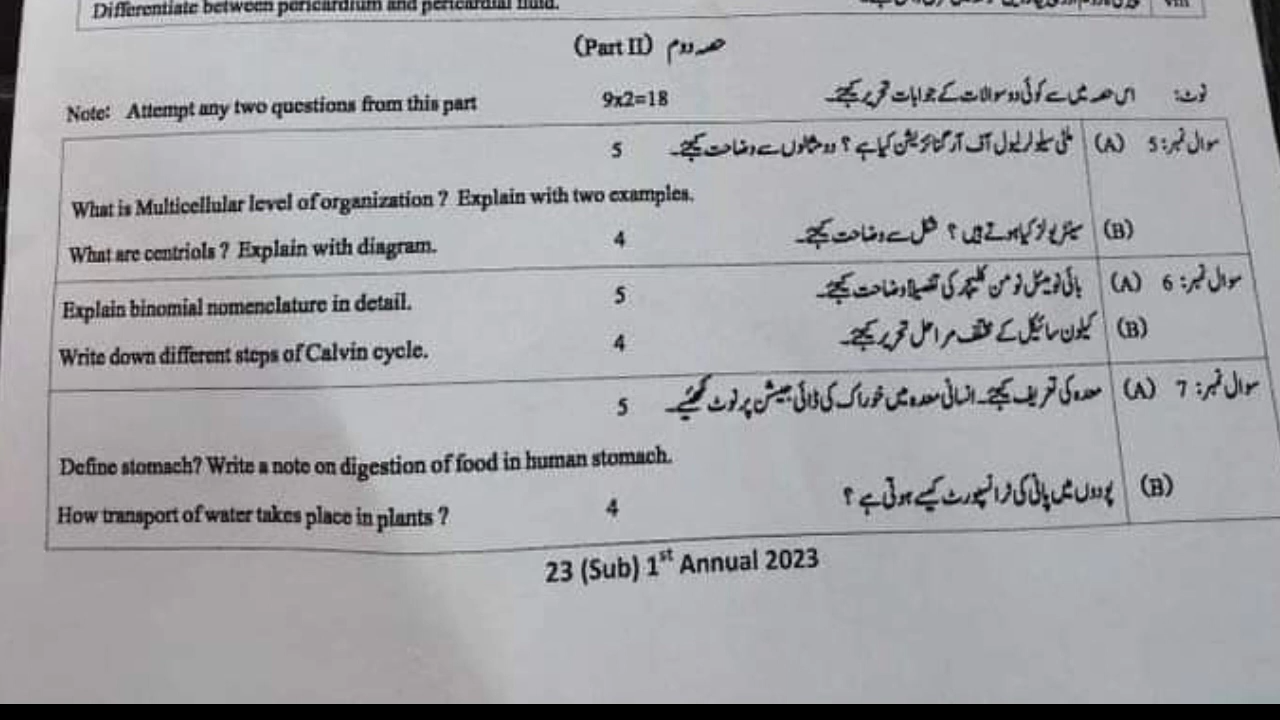 Differentiate between pericardium and pericardial fluid.
viii
(Part II) حصہ دوم
Note: Attempt any two questions from this part 9x2=18 اس حصہ میں سے کوئی دو سوالات کے جوابات تحریر کیجئے۔ نوٹ:
سوال نمبر: 5 (A) ملٹی سیلولر لیول آف آرگنائزیشن کیا ہے ؟ دو مثالوں سے وضاحت کیجئے۔ 5
What is Multicellular level of organization ? Explain with two examples.
(B) سینٹریولز کیا ہوتے ہیں ؟ شکل سے وضاحت کیجئے۔ 4
What are centriols ? Explain with diagram.
سوال نمبر: 6 (A) بائی نومیئل نومن کلیچر کی تفصیلا وضاحت کیجئے۔ 5
Explain binomial nomenclature in detail.
(B) کیلون سائیکل کے مختلف مراحل تحریر کیجئے۔ 4
Write down different steps of Calvin cycle.
سوال نمبر: 7 (A) معدہ کی تعریف کیجئے۔ انسانی معدہ میں خوراک کی ڈائی جیشن پر نوٹ لکھئے۔ 5
Define stomach? Write a note on digestion of food in human stomach.
(B) پودوں میں پانی کی ٹرانسپورٹ کیسے ہوتی ہے ؟ 4
How transport of water takes place in plants ?
23 (Sub) 1st Annual 2023